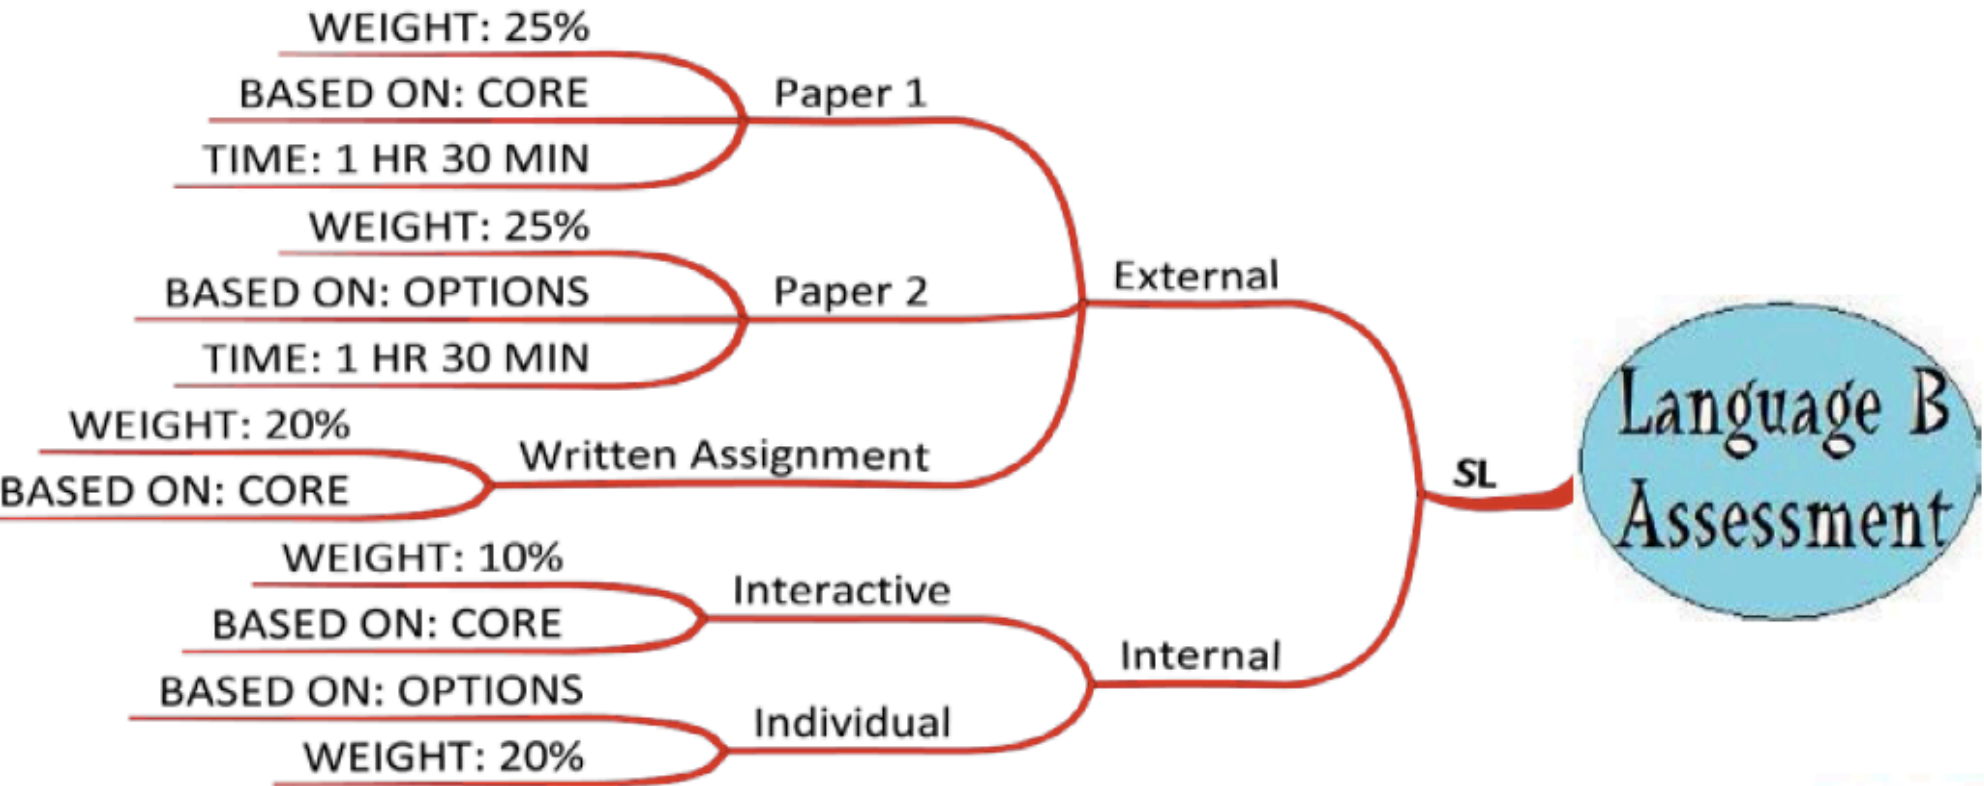 WEIGHT: 25%
BASED ON: CORE
TIME: 1 HR 30 MIN
Paper 1
WEIGHT: 25%
BASED ON: OPTIONS
TIME: 1 HR 30 MIN
Paper 2
WEIGHT: 20%
BASED ON: CORE
Written Assignment
External
WEIGHT: 10%
BASED ON: CORE
Interactive
BASED ON: OPTIONS
WEIGHT: 20%
Individual
Internal
SL
Language B
Assessment